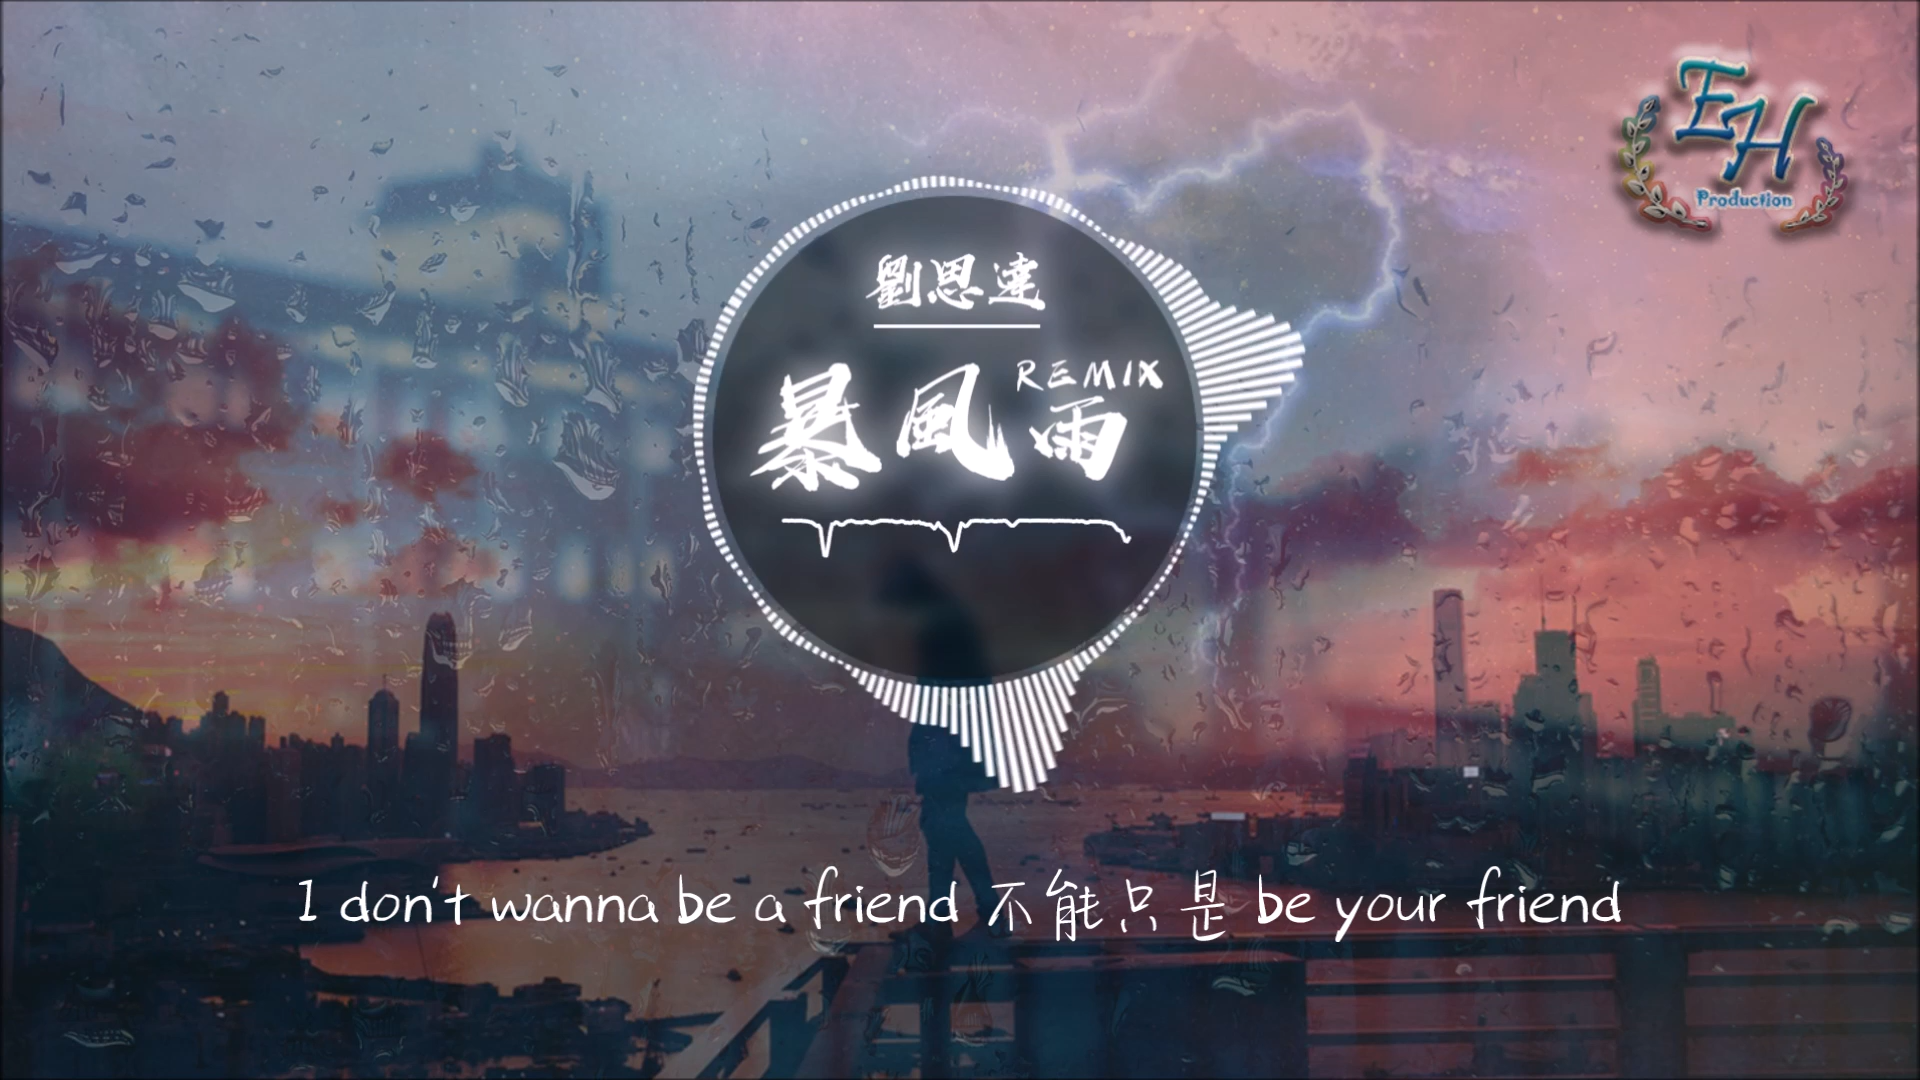 EH
Production
劉思達
暴風雨 REMIX
I don't wanna be a friend 不能只是 be your friend